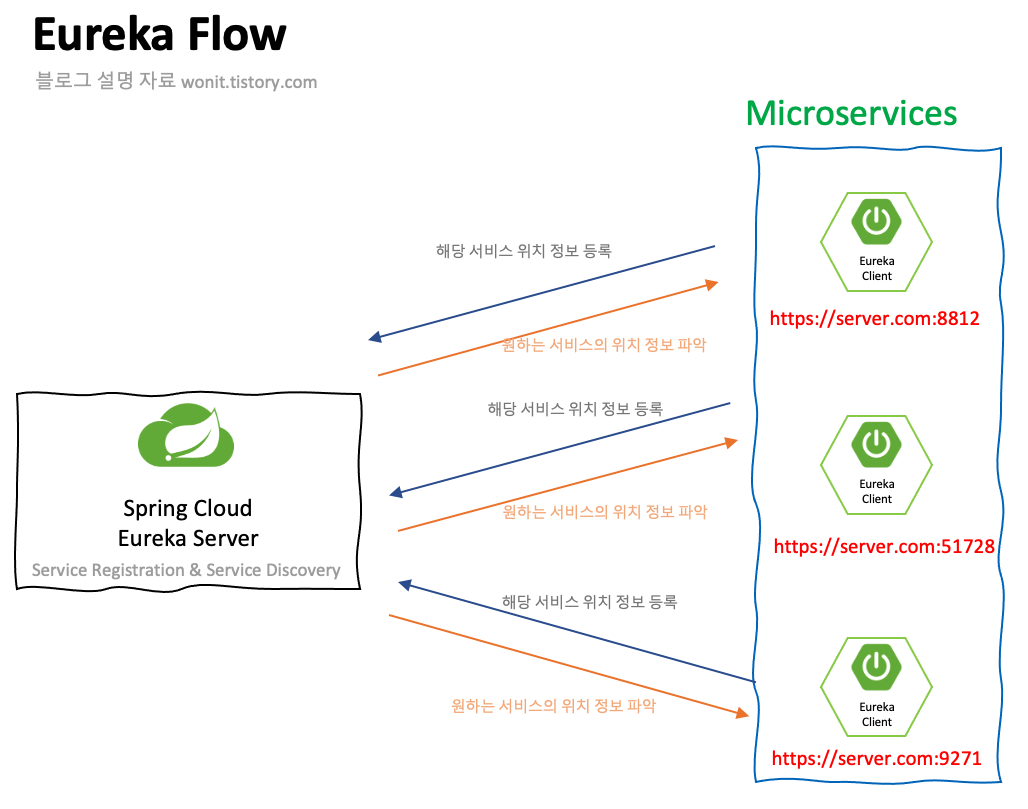 Eureka Flow
블로그 설명 자료 wonit.tistory.com
Microservices
Eureka
Client
https://server.com:8812
해당 서비스 위치 정보 등록
원하는 서비스의 위치 정보 파악
해당 서비스 위치 정보 등록
원하는 서비스의 위치 정보 파악
Eureka
Client
https://server.com:51728
Spring Cloud
Eureka Server
Service Registration & Service Discovery
해당 서비스 위치 정보 등록
원하는 서비스의 위치 정보 파악
Eureka
Client
https://server.com:9271